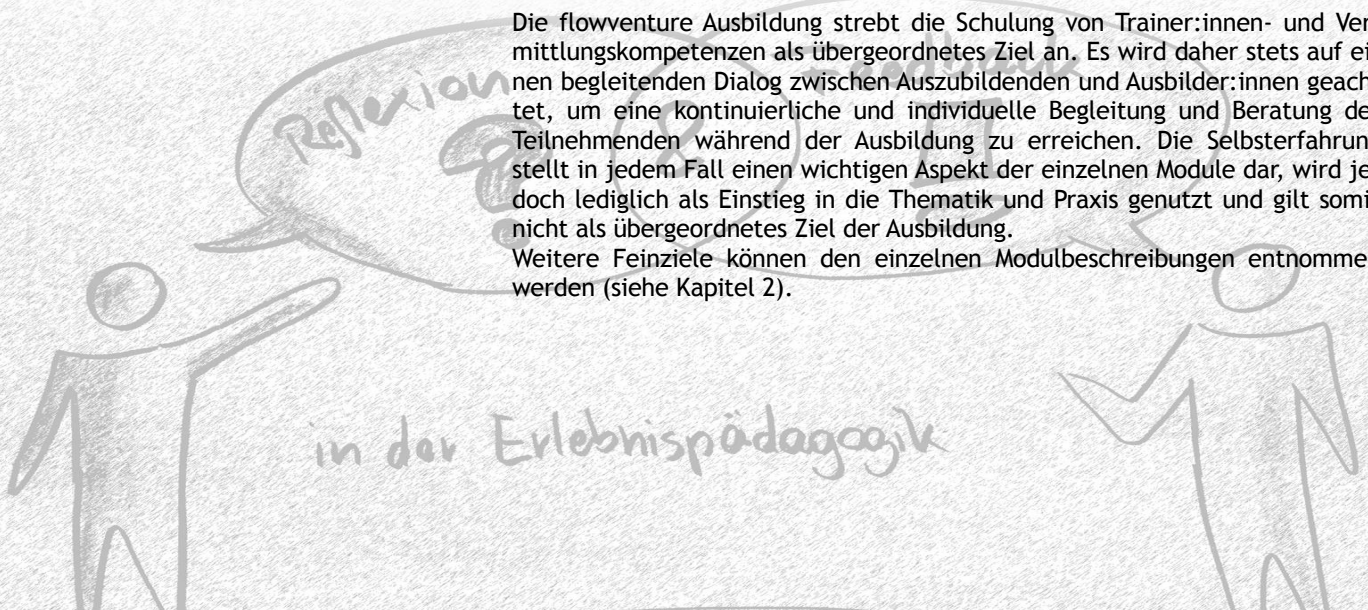 Die flowventure Ausbildung strebt die Schulung von Trainer:innen- und Ver
mittlungskompetenzen als übergeordnetes Ziel an. Es wird daher stets auf ei
nen begleitenden Dialog zwischen Auszubildenden und Ausbilder:innen geach
tet, um eine kontinuierliche und individuelle Begleitung und Beratung de
Teilnehmenden während der Ausbildung zu erreichen. Die Selbsterfahrun
stellt in jedem Fall einen wichtigen Aspekt der einzelnen Module dar, wird je
doch lediglich als Einstieg in die Thematik und Praxis genutzt und gilt somi
nicht als übergeordnetes Ziel der Ausbildung.
Weitere Feinziele können den einzelnen Modulbeschreibungen entnomme
werden (siehe Kapitel 2).
Reflexion
?
&
Feedback
in der Erlebnispädagogik